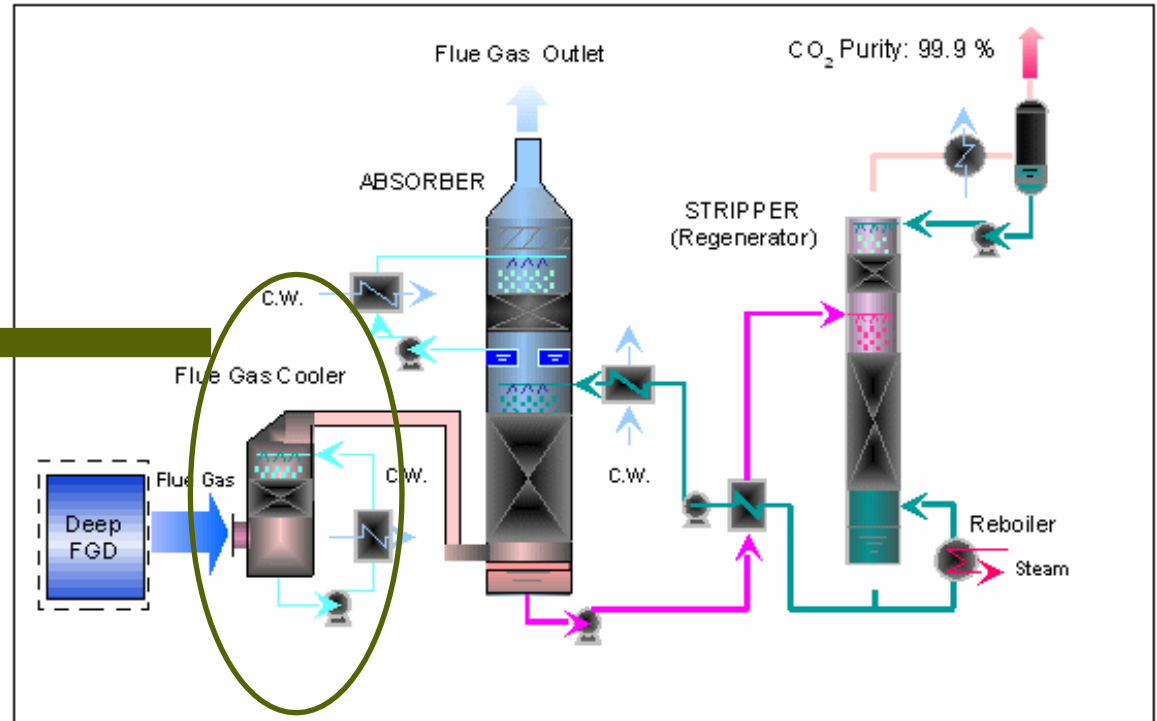 Flue Gas Outlet
CO₂ Purity: 99.9 %
ABSORBER
STRIPPER
(Regenerator)
C.W.
Flue Gas Cooler
Flue Gas
C.W.
C.W.
Deep
FGD
Reboiler
Steam